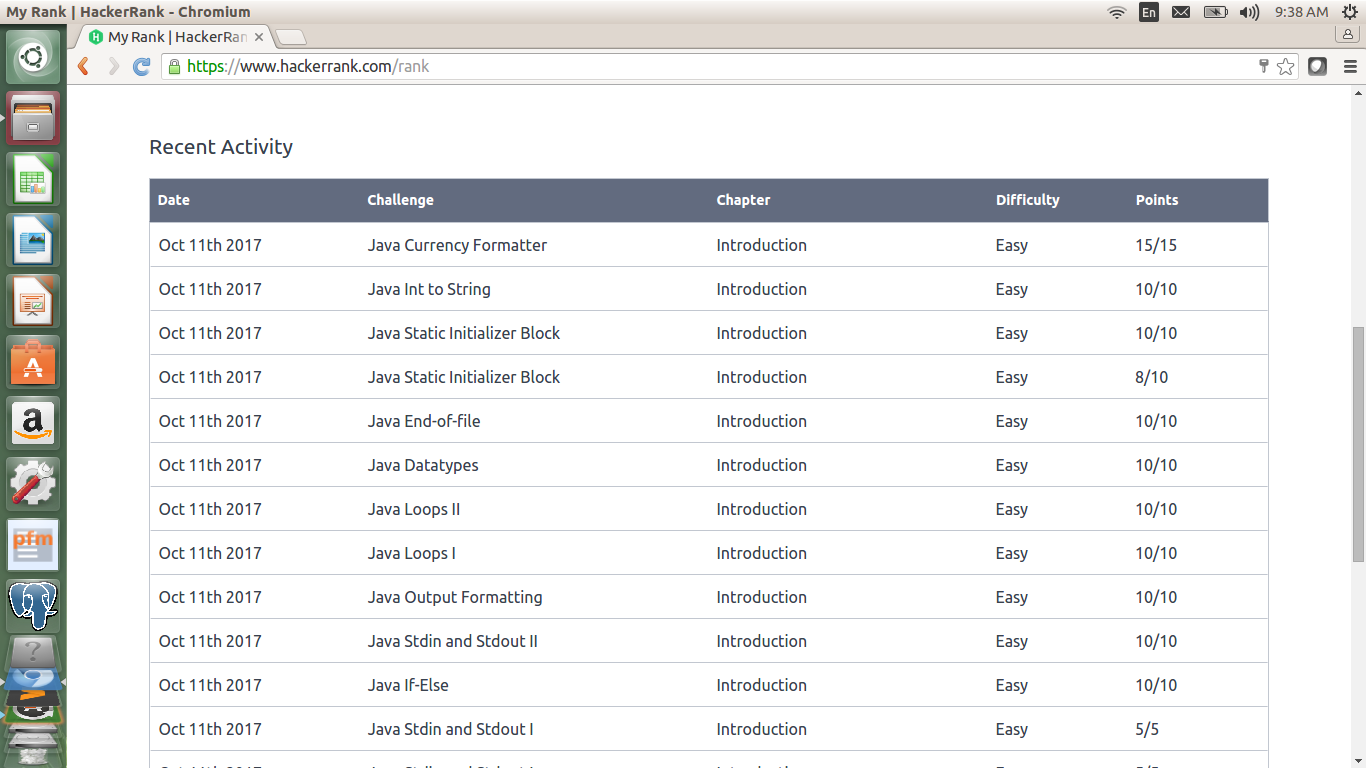 My Rank | HackerRank - Chromium
En
9:38 AM
My Rank | HackerRan
https://www.hackerrank.com/rank
Recent Activity
Date Challenge Chapter Difficulty Points
Oct 11th 2017 Java Currency Formatter Introduction Easy 15/15
Oct 11th 2017 Java Int to String Introduction Easy 10/10
Oct 11th 2017 Java Static Initializer Block Introduction Easy 10/10
Oct 11th 2017 Java Static Initializer Block Introduction Easy 8/10
Oct 11th 2017 Java End-of-file Introduction Easy 10/10
Oct 11th 2017 Java Datatypes Introduction Easy 10/10
Oct 11th 2017 Java Loops II Introduction Easy 10/10
Oct 11th 2017 Java Loops I Introduction Easy 10/10
Oct 11th 2017 Java Output Formatting Introduction Easy 10/10
Oct 11th 2017 Java Stdin and Stdout II Introduction Easy 10/10
Oct 11th 2017 Java If-Else Introduction Easy 10/10
Oct 11th 2017 Java Stdin and Stdout I Introduction Easy 5/5
pfm